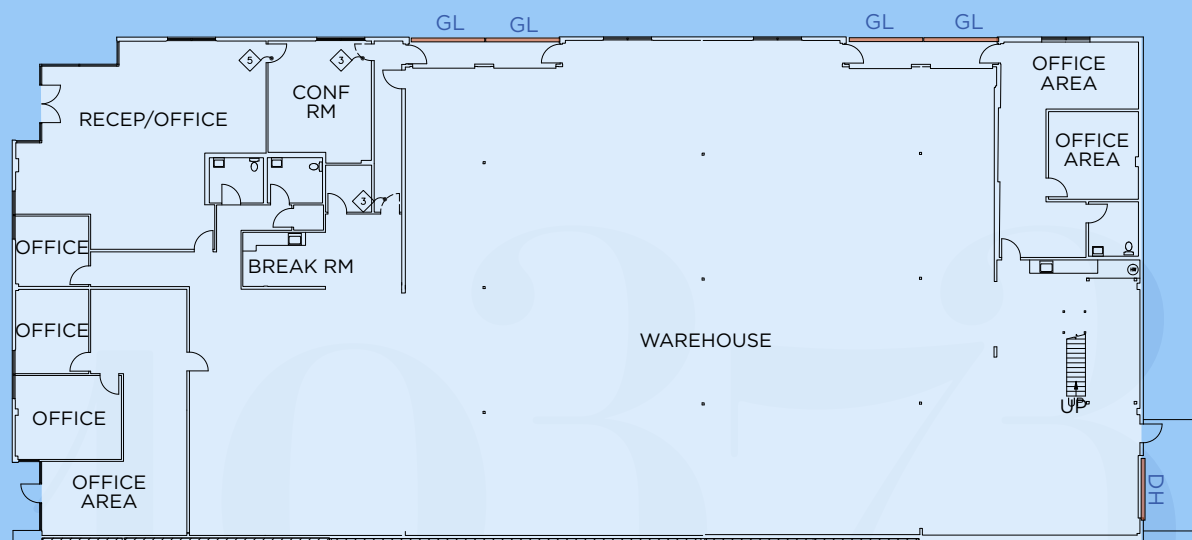 GL GL GL GL
5 3
OFFICE
AREA
CONF
RM
RECEP/OFFICE
OFFICE
AREA
3
OFFICE
BREAK RM
OFFICE
WAREHOUSE
UP
OFFICE
OFFICE
AREA
DH
10373